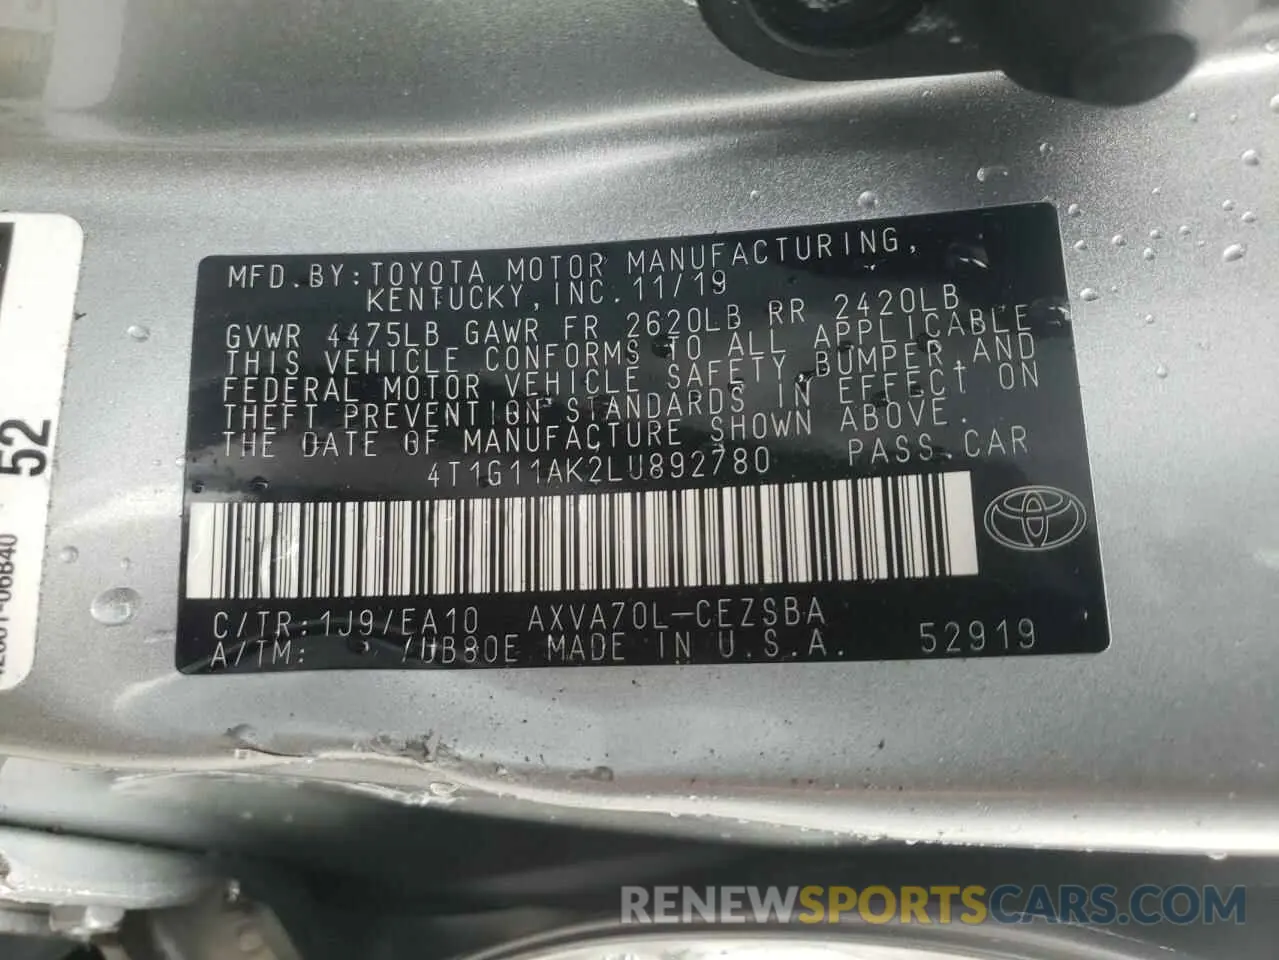 MFD.BY:TOYOTA MOTOR MANUFACTURING,
KENTUCKY,INC.11/19
GVWR 4475LB GAWR FR 2620LB RR 2420LB
THIS VEHICLE CONFORMS TO ALL APPLICABLE
FEDERAL MOTOR VEHICLE SAFETY,BUMPER,AND
THEFT PREVENTION STANDARDS IN EFFECT ON
THE DATE OF MANUFACTURE SHOWN ABOVE.
4T1G11AK2LU892780 PASS.CAR
C/TR:1J9/EA10 AXVA70L-CEZSBA
A/TM: /UB80E MADE IN U.S.A. 52919
52
RENEWSPORTSCARS.COM